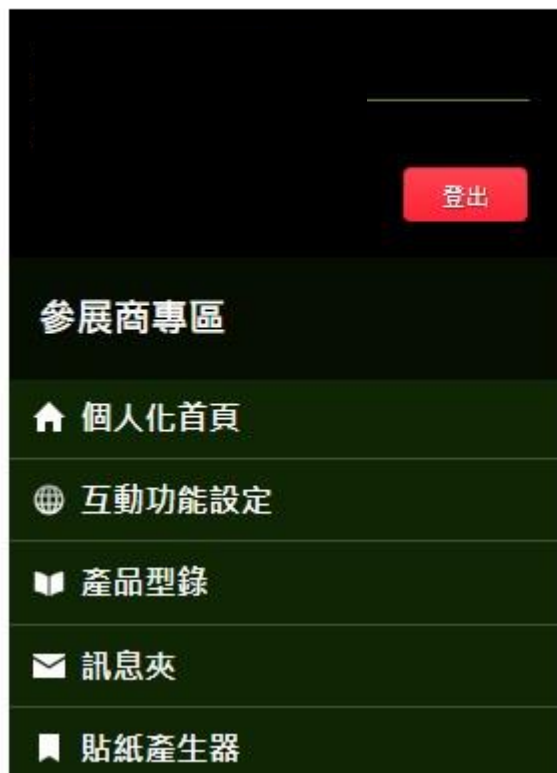 登出
參展商專區
個人化首頁
互動功能設定
產品型錄
訊息夾
貼紙產生器